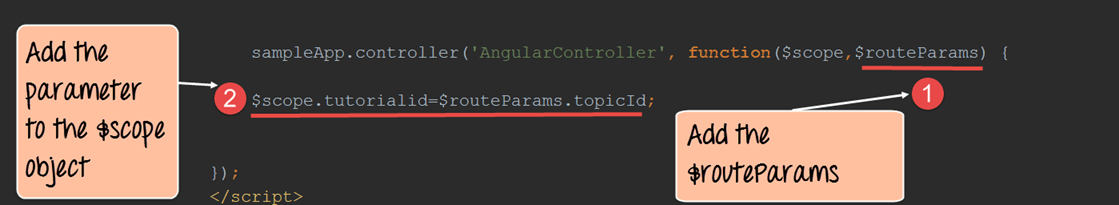 Add the
parameter
to the $scope
object
sampleApp.controller('AngularController', function($scope,$routeParams) {
1
2
$scope.tutorialid=$routeParams.topicId;
Add the
$routeParams
});
</script>